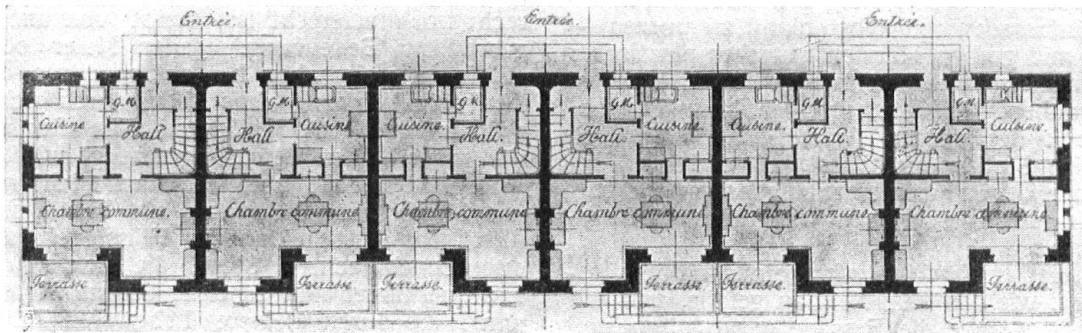 Entrée.
Entrée.
Entrée.
G.M. G.M. G.M. G.M. G.M. G.M.
Cuisine Hall. Hall. Cuisine Cuisine. Hall. Hall. Cuisine. Cuisine. Hall. Hall. Cuisine.
Chambre commune. Chambre commune Chambre commune Chambre commune. Chambre commune. Chambre commune.
Terrasse Terrasse Terrasse. Terrasse Terrasse. Terrasse